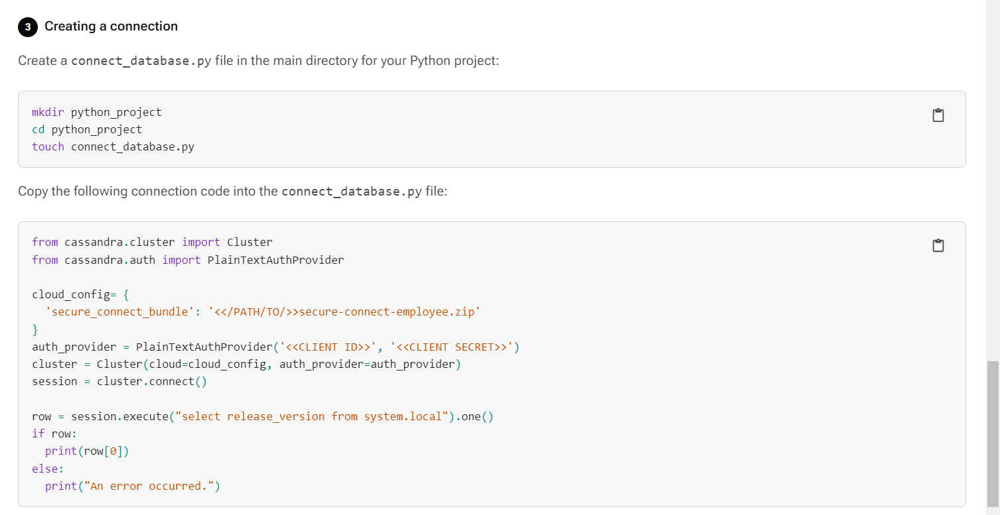 3 Creating a connection
Create a connect_database.py file in the main directory for your Python project:
mkdir python_project
cd python_project
touch connect_database.py
Copy the following connection code into the connect_database.py file:
from cassandra.cluster import Cluster
from cassandra.auth import PlainTextAuthProvider
cloud_config= {
  'secure_connect_bundle': '<</PATH/TO/>>secure-connect-employee.zip'
}
auth_provider = PlainTextAuthProvider('<<CLIENT ID>>', '<<CLIENT SECRET>>')
cluster = Cluster(cloud=cloud_config, auth_provider=auth_provider)
session = cluster.connect()
row = session.execute("select release_version from system.local").one()
if row:
  print(row[0])
else:
  print("An error occurred.")